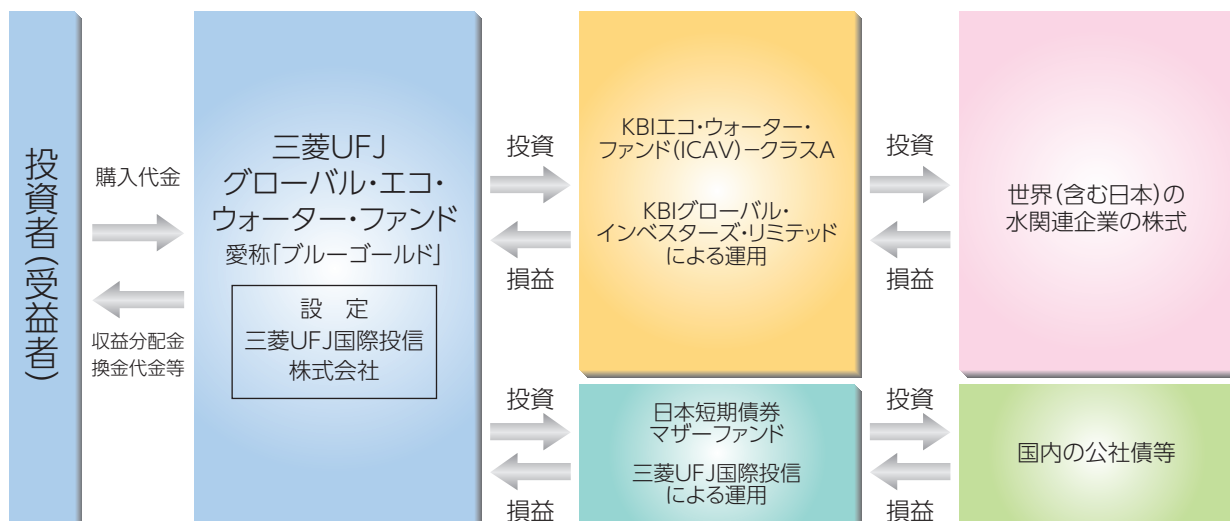 投資者(受益者)
購入代金
収益分配金
換金代金等
三菱UFJ
グローバル・エコ・
ウォーター・ファンド
愛称「ブルーゴールド」
設 定
三菱UFJ国際投信
株式会社
投資
損益
投資
損益
KBIエコ・ウォーター・
ファンド(ICAV)－クラスA
KBIグローバル・
インベスターズ・リミテッド
による運用
日本短期債券
マザーファンド
三菱UFJ国際投信
による運用
投資
損益
投資
損益
世界(含む日本)の
水関連企業の株式
国内の公社債等